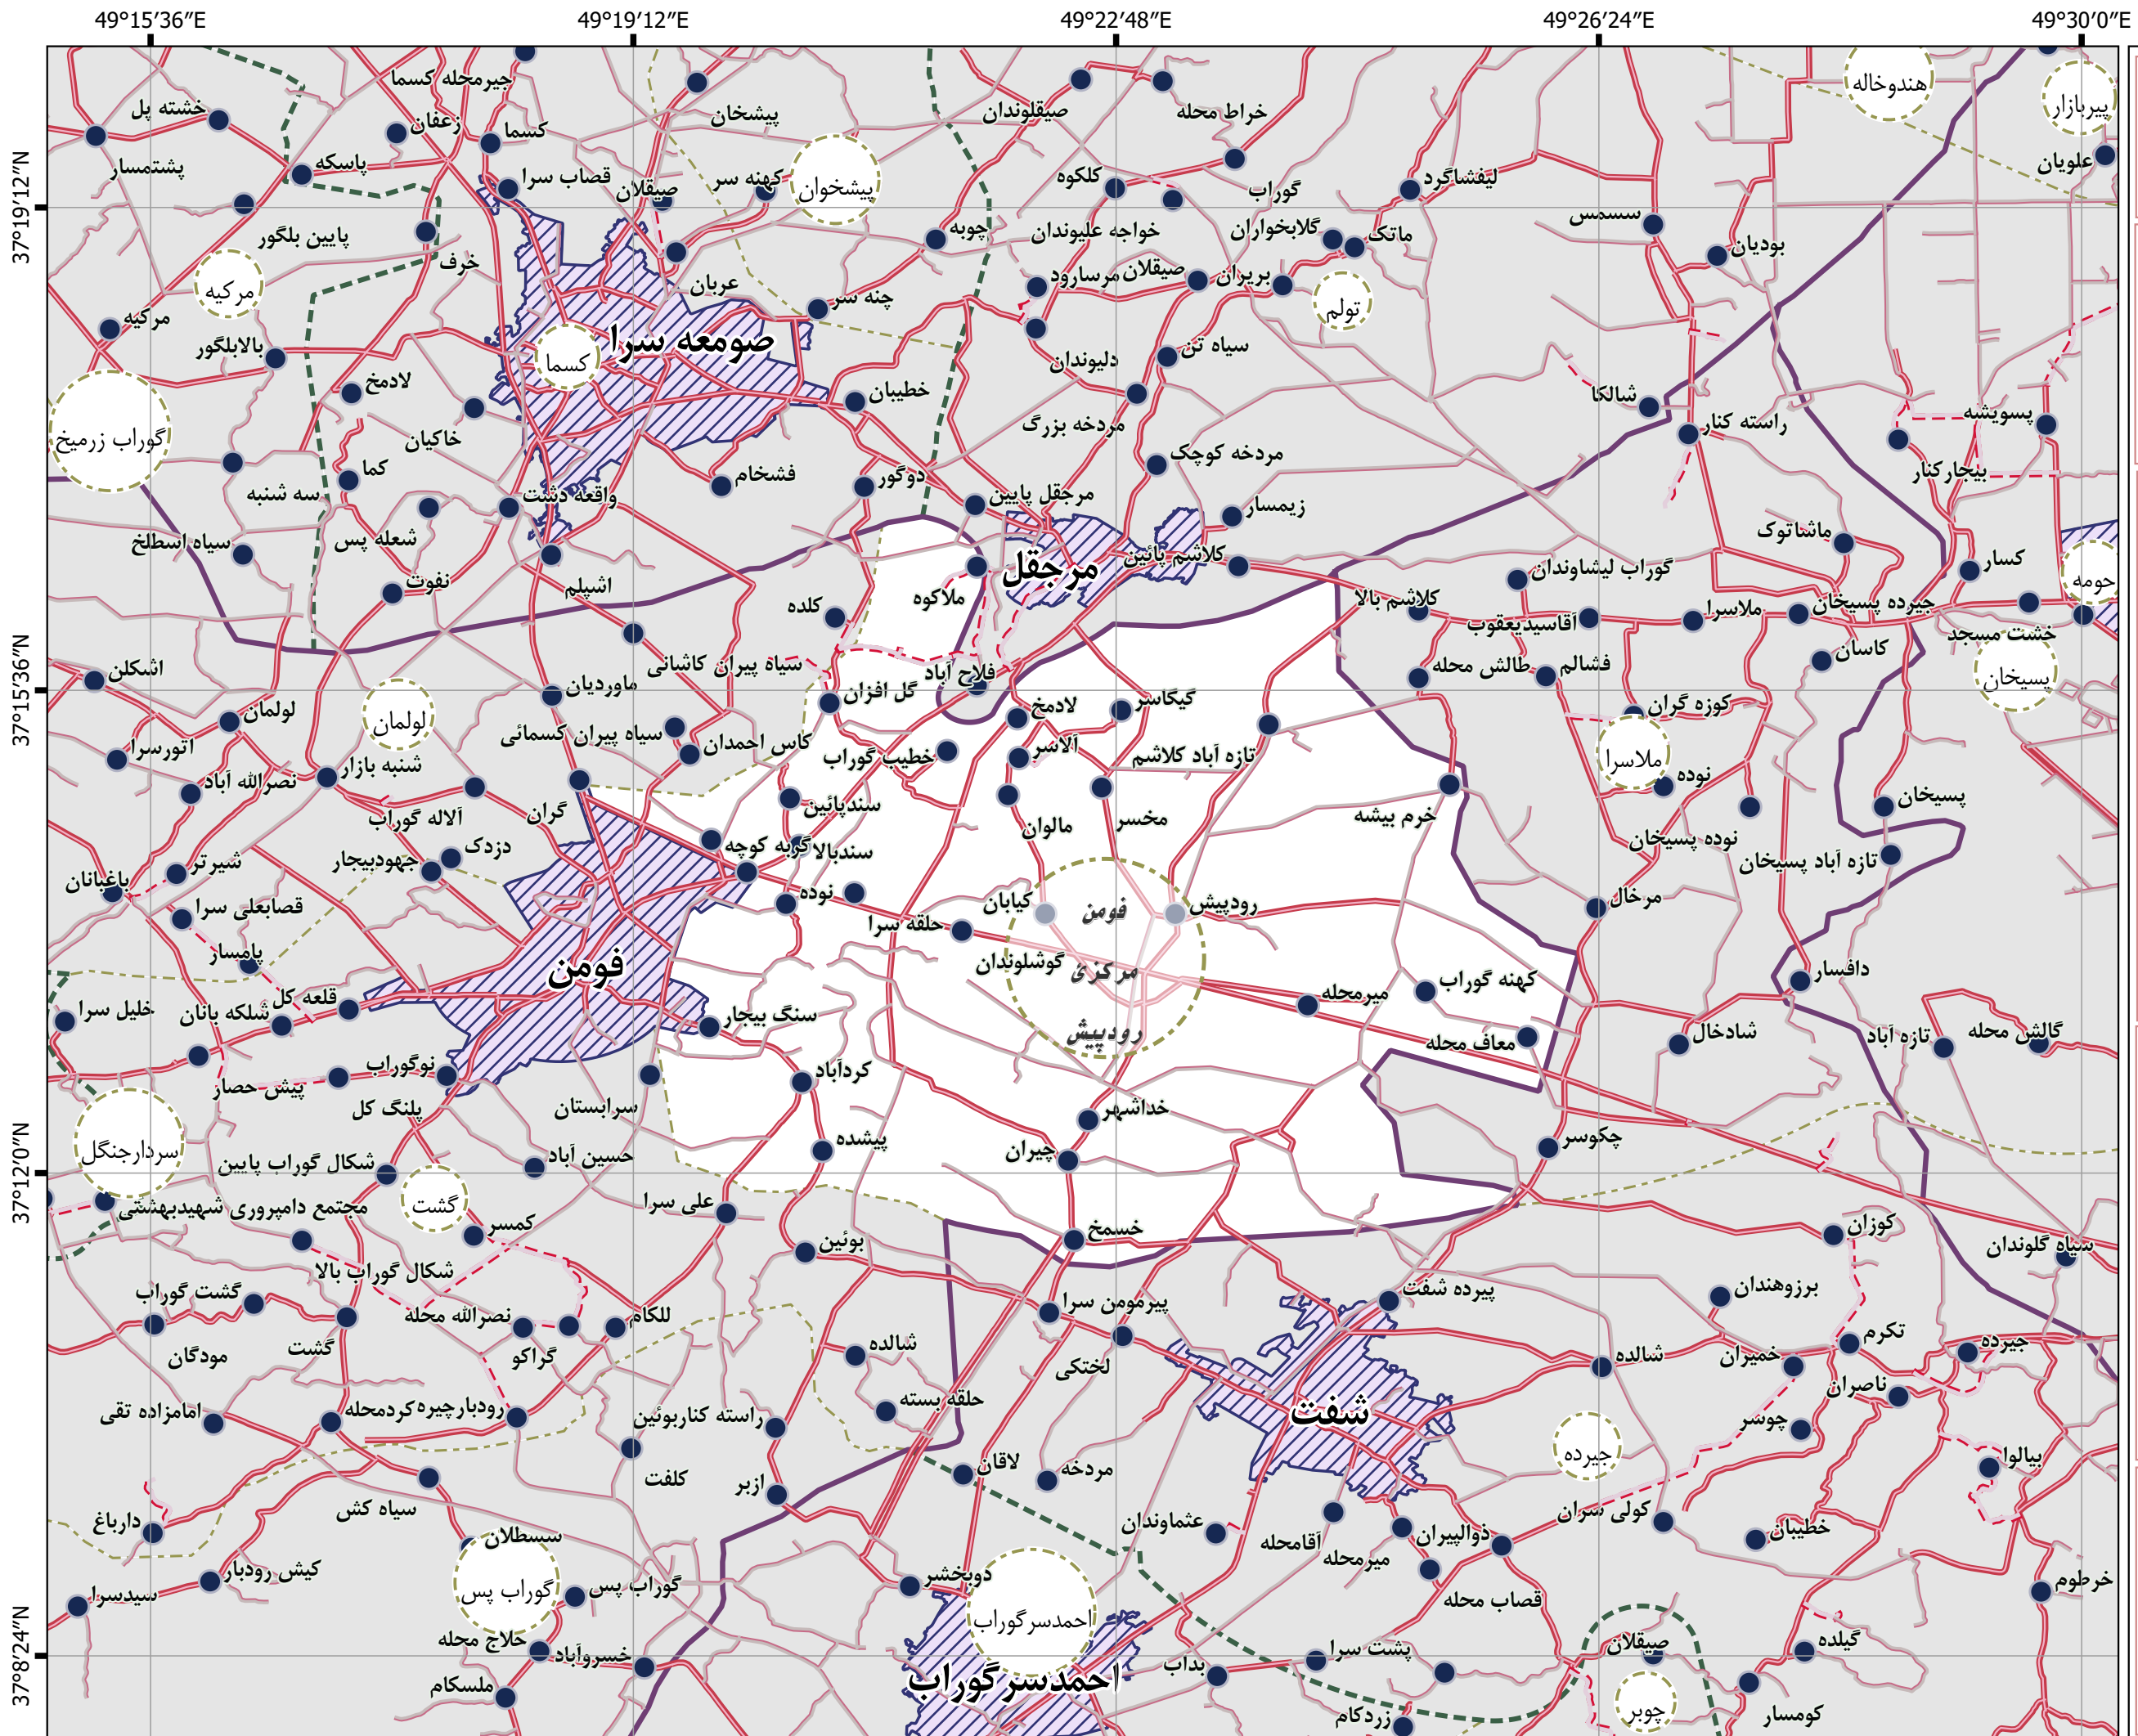 49°15′36″E 49°19′12″E 49°22′48″E 49°26′24″E 49°30′0″E
37°19′12″N
37°15′36″N
37°12′0″N
37°8′24″N
جیرمحله کسما
خشته پل
زعفان
کسما
پیشخان
صیقلوندان
خراط محله
هندوخاله
پیربازار
علویان
پشتمسار
پاسکه
قصاب سرا
صیقلان
کهنه سر
پیشخوان
کلکوه
گوراب
لیفشاگرد
سسمس
بودیان
پایین بلگور
خرف
چوبه
خواجه علیوندان
گلابخواران
ماتک
مرکیه
مرکیه
عربان
چنه سر
مرسارود
صیقلان
بریران
تولم
بالابلگور
صومعه سرا
کسما
دلیوندان
سیاه تن
لادمخ
خطیبان
شالکا
راسته کنار
پسویشه
گوراب زرمیخ
خاکیان
مردخه بزرگ
کما
فشخام
دوگور
مردخه کوچک
بیجارکنار
سه شنبه
واقعه دشت
مرجقل پایین
زیمسار
سیاه اسطلخ
شعله پس
مرجقل
کلاشم پائین
ماشاتوک
کسار
حومه
نفوت
اشپلم
کلده
ملاکوه
گوراب لیشاوندان
کلاشم بالا
آقاسیدیعقوب
ملاسرا
جیرده پسیخان
خشت مسجد
اشکلن
ماوردیان
سیاه پیران کاشانی
فلاح آباد
گل افزان
طالش محله
فشالم
کاسان
پسیخان
لولمان
لولمان
سیاه پیران کسمائی
کاس احمدان
لادمخ
گیگاسر
کوزه گران
اتورسرا
نصرالله آباد
شنبه بازار
خطیب گوراب
آلاسر
تازه آباد کلاشم
ملاسرا
نوده
آلاله گوراب
گران
سندپائین
مالوان
مخسر
خرم بیشه
پسیخان
نوده پسیخان
شیرتر
جهودبیجار
دزدک
گربه کوچه
سندبالا
تازه آباد پسیخان
باغبانان
قصابعلی سرا
نوده
کیابان
فومن
رودپیش
مرخال
پامسار
فومن
حلقه سرا
گوشلوندان
مرکزی
رودپیش
میرمحله
کهنه گوراب
دافسار
خلیل سرا
شلکه بانان
قلعه کل
سنگ بیجار
معاف محله
شادخال
تازه آباد
گالش محله
پیش حصار
نوگوراب
کردآباد
سرابستان
پلنگ کل
خداشهر
سردارجنگل
پیشده
چیران
چکوسر
شکال گوراب پایین
حسین آباد
گشت
مجتمع دامپروری شهیدبهشتی
علی سرا
کمسر
خسمخ
کوزان
سیاه گلوندان
بوئین
شکال گوراب بالا
گشت گوراب
نصرالله محله
للکام
پیرمومن سرا
پیرده شفت
برزوهندان
مودگان
گشت
گراکو
شالده
لختکی
شالده
خمیران
تکرم
جیرده
شفت
امامزاده تقی
کردمحله
رودبارچیره
راسته کناربوئین
حلقه بسته
ناصران
چوسر
جیرده
کلفت
لاقان
مردخه
بیالوا
ازبر
سیاه کش
دارباغ
سسطلان
عثماوندان
آقامحله
میرمحله
ذوالپیران
کولی سران
خطیبان
کیش رودبار
گوراب پس
گوراب پس
دوبخشر
احمدسرگوراب
قصاب محله
خرطوم
سیدسرا
حلاج محله
خسروآباد
احمدسرگوراب
بداب
پشت سرا
صیقلان
گیلده
ملسکام
زردکام
چوبر
کومسار